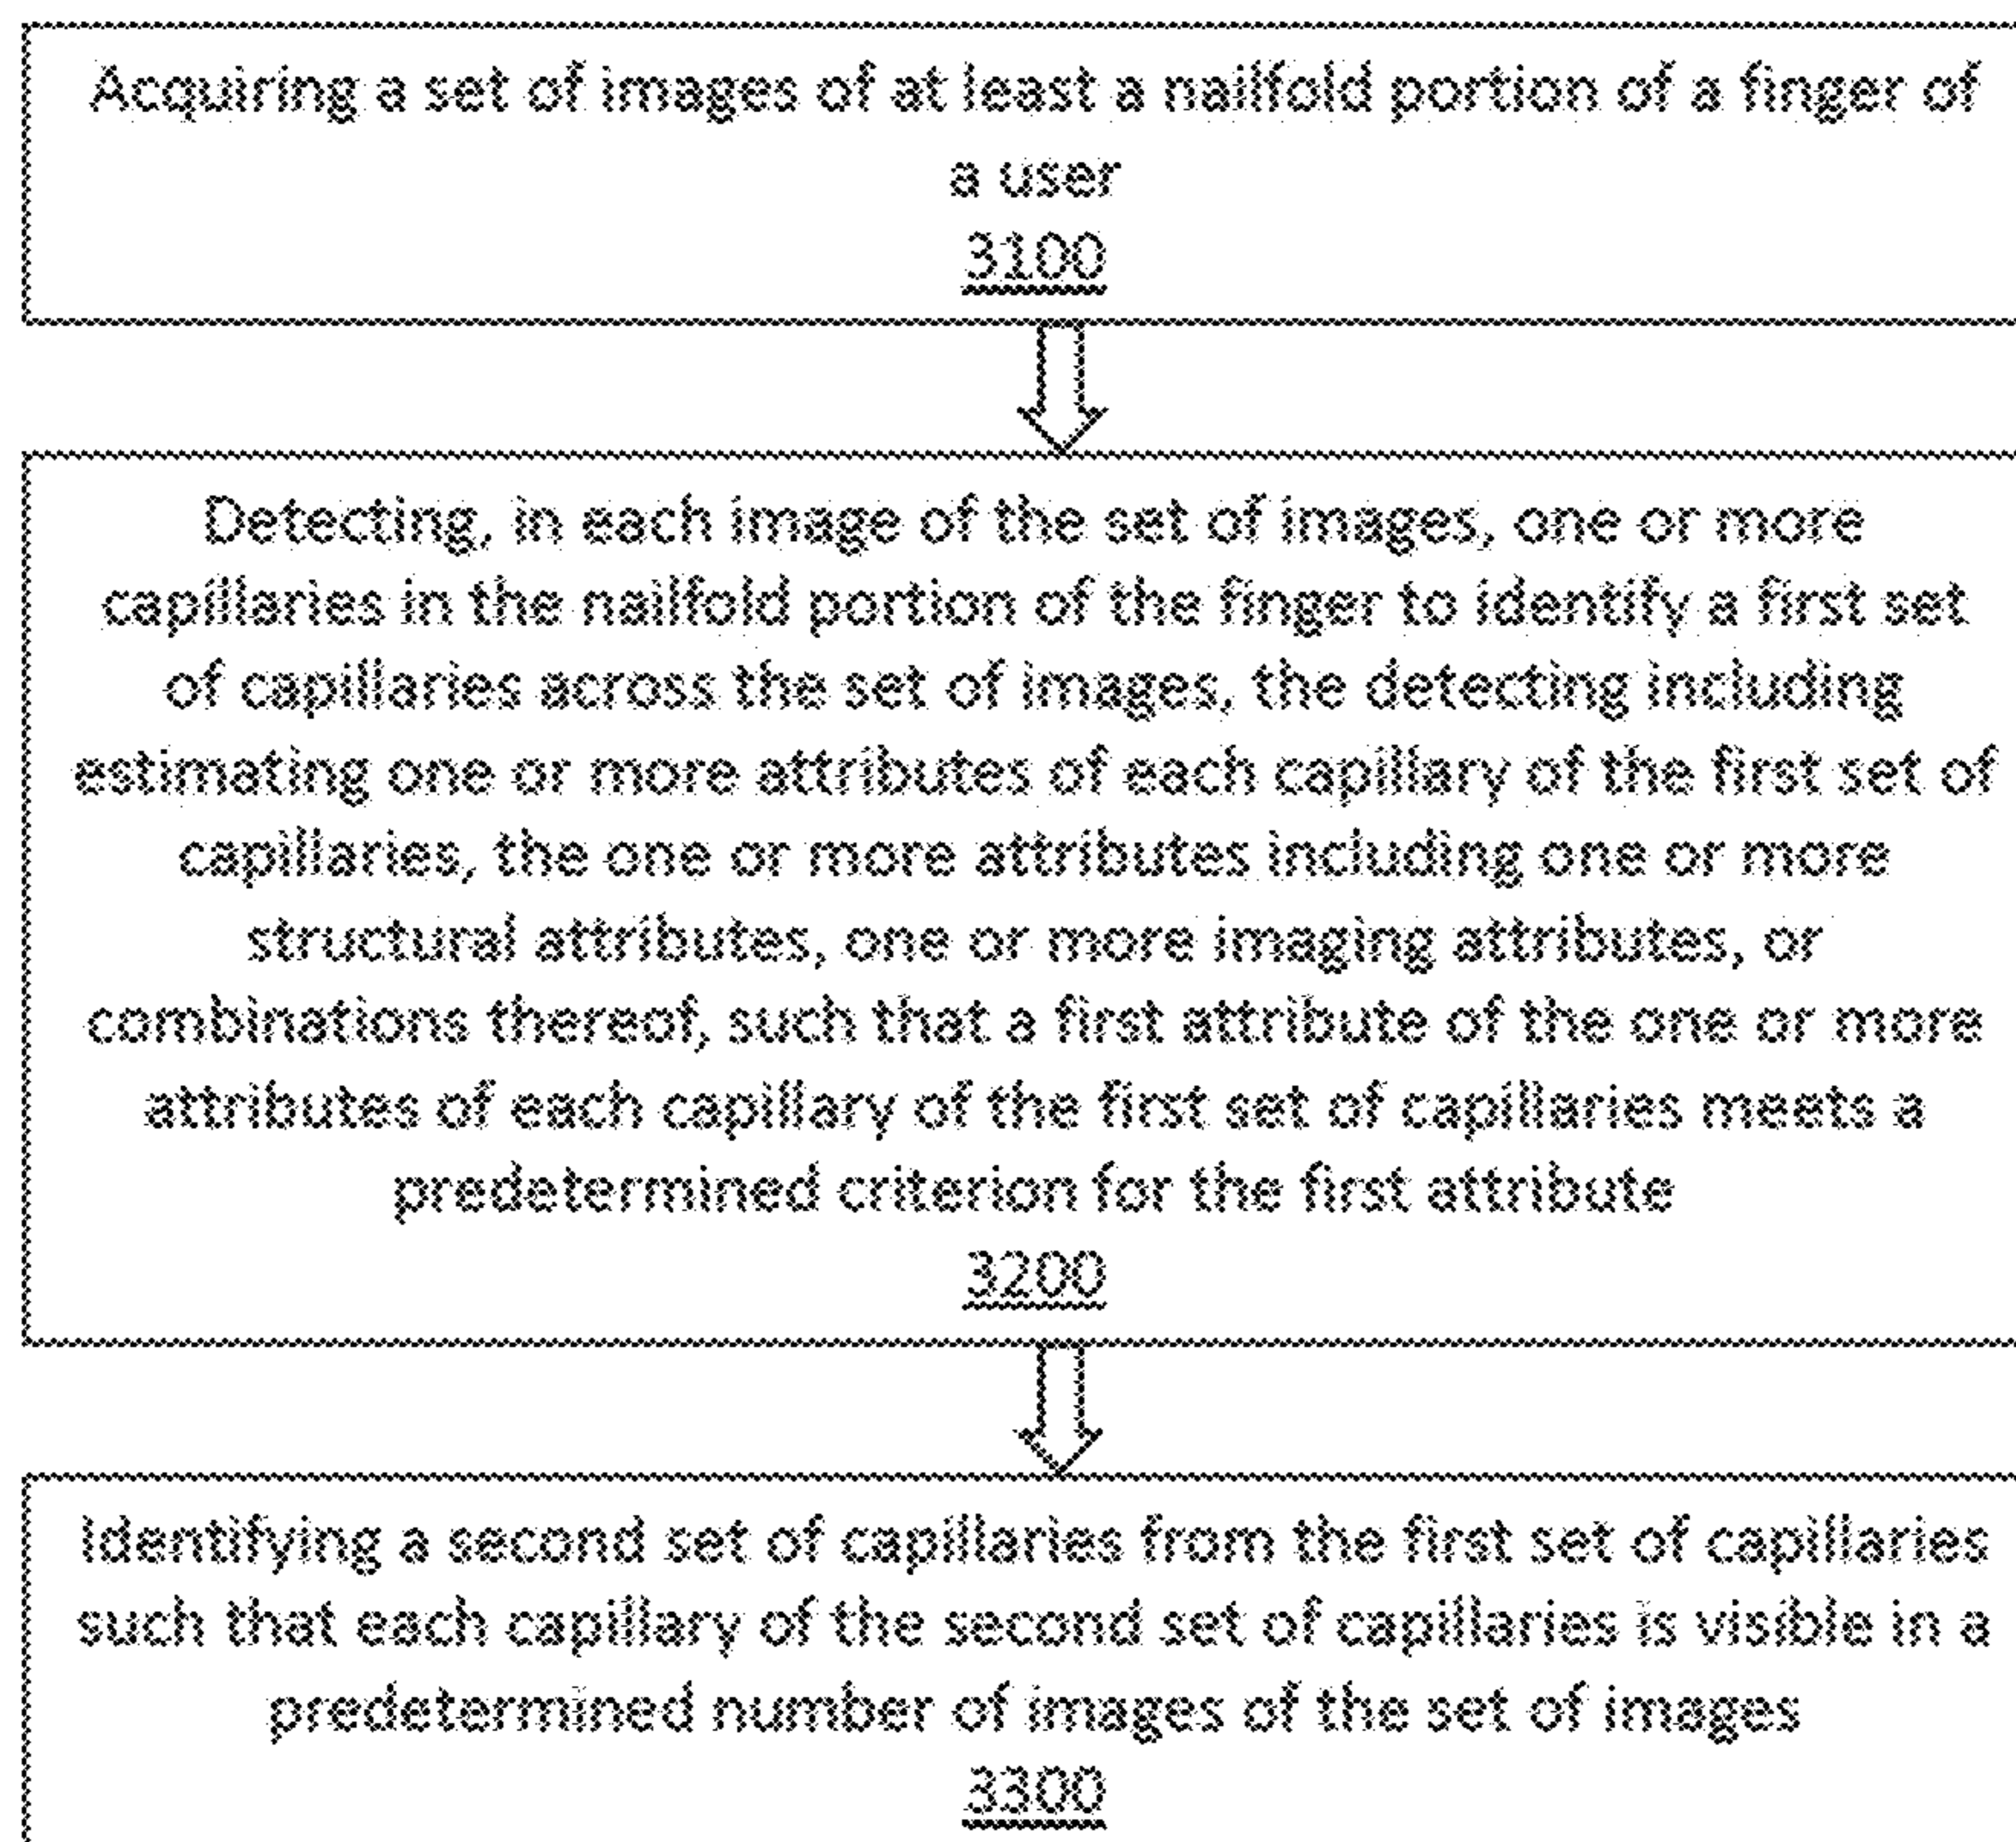 Acquiring a set of images of at least a nailfold portion of a finger of
a user
3100
Detecting, in each image of the set of images, one or more
capillaries in the nailfold portion of the finger to identify a first set
of capillaries across the set of images, the detecting including
estimating one or more attributes of each capillary of the first set of
capillaries, the one or more attributes including one or more
structural attributes, one or more imaging attributes, or
combinations thereof, such that a first attribute of the one or more
attributes of each capillary of the first set of capillaries meets a
predetermined criterion for the first attribute
3200
Identifying a second set of capillaries from the first set of capillaries
such that each capillary of the second set of capillaries is visible in a
predetermined number of images of the set of images
3300